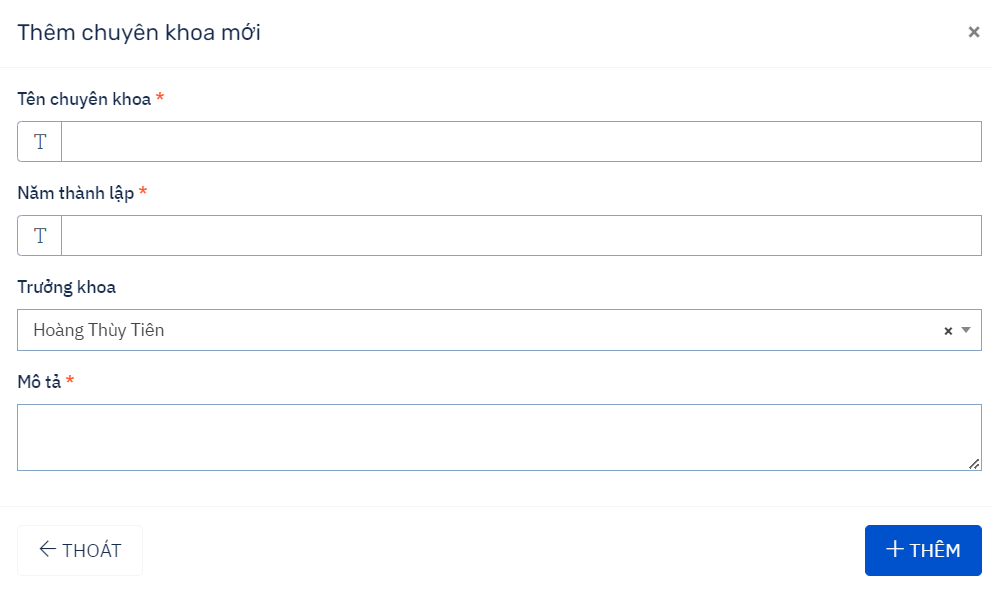 Thêm chuyên khoa mới ×
Tên chuyên khoa *
T
Năm thành lập *
T
Trưởng khoa
Hoàng Thùy Tiên ×
Mô tả *
THOÁT
THÊM